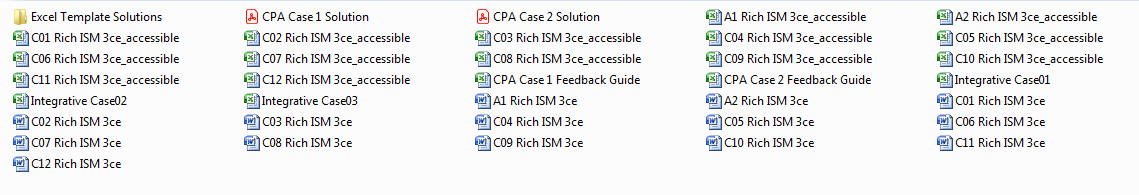 Excel Template Solutions CPA Case 1 Solution CPA Case 2 Solution A1 Rich ISM 3ce_accessible A2 Rich ISM 3ce_accessible
C01 Rich ISM 3ce_accessible C02 Rich ISM 3ce_accessible C03 Rich ISM 3ce_accessible C04 Rich ISM 3ce_accessible C05 Rich ISM 3ce_accessible
C06 Rich ISM 3ce_accessible C07 Rich ISM 3ce_accessible C08 Rich ISM 3ce_accessible C09 Rich ISM 3ce_accessible C10 Rich ISM 3ce_accessible
C11 Rich ISM 3ce_accessible C12 Rich ISM 3ce_accessible CPA Case 1 Feedback Guide CPA Case 2 Feedback Guide Integrative Case01
Integrative Case02 Integrative Case03 A1 Rich ISM 3ce A2 Rich ISM 3ce C01 Rich ISM 3ce
C02 Rich ISM 3ce C03 Rich ISM 3ce C04 Rich ISM 3ce C05 Rich ISM 3ce C06 Rich ISM 3ce
C07 Rich ISM 3ce C08 Rich ISM 3ce C09 Rich ISM 3ce C10 Rich ISM 3ce C11 Rich ISM 3ce
C12 Rich ISM 3ce